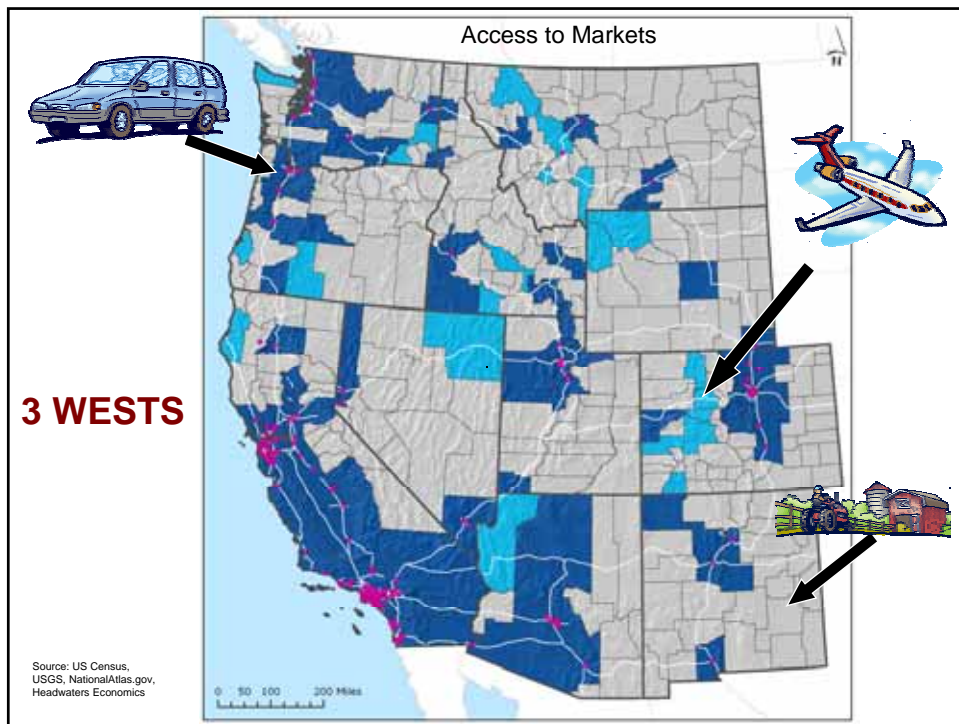 Access to Markets
N
3 WESTS
Source: US Census,
USGS, NationalAtlas.gov,
Headwaters Economics
0 50 100 200 Miles